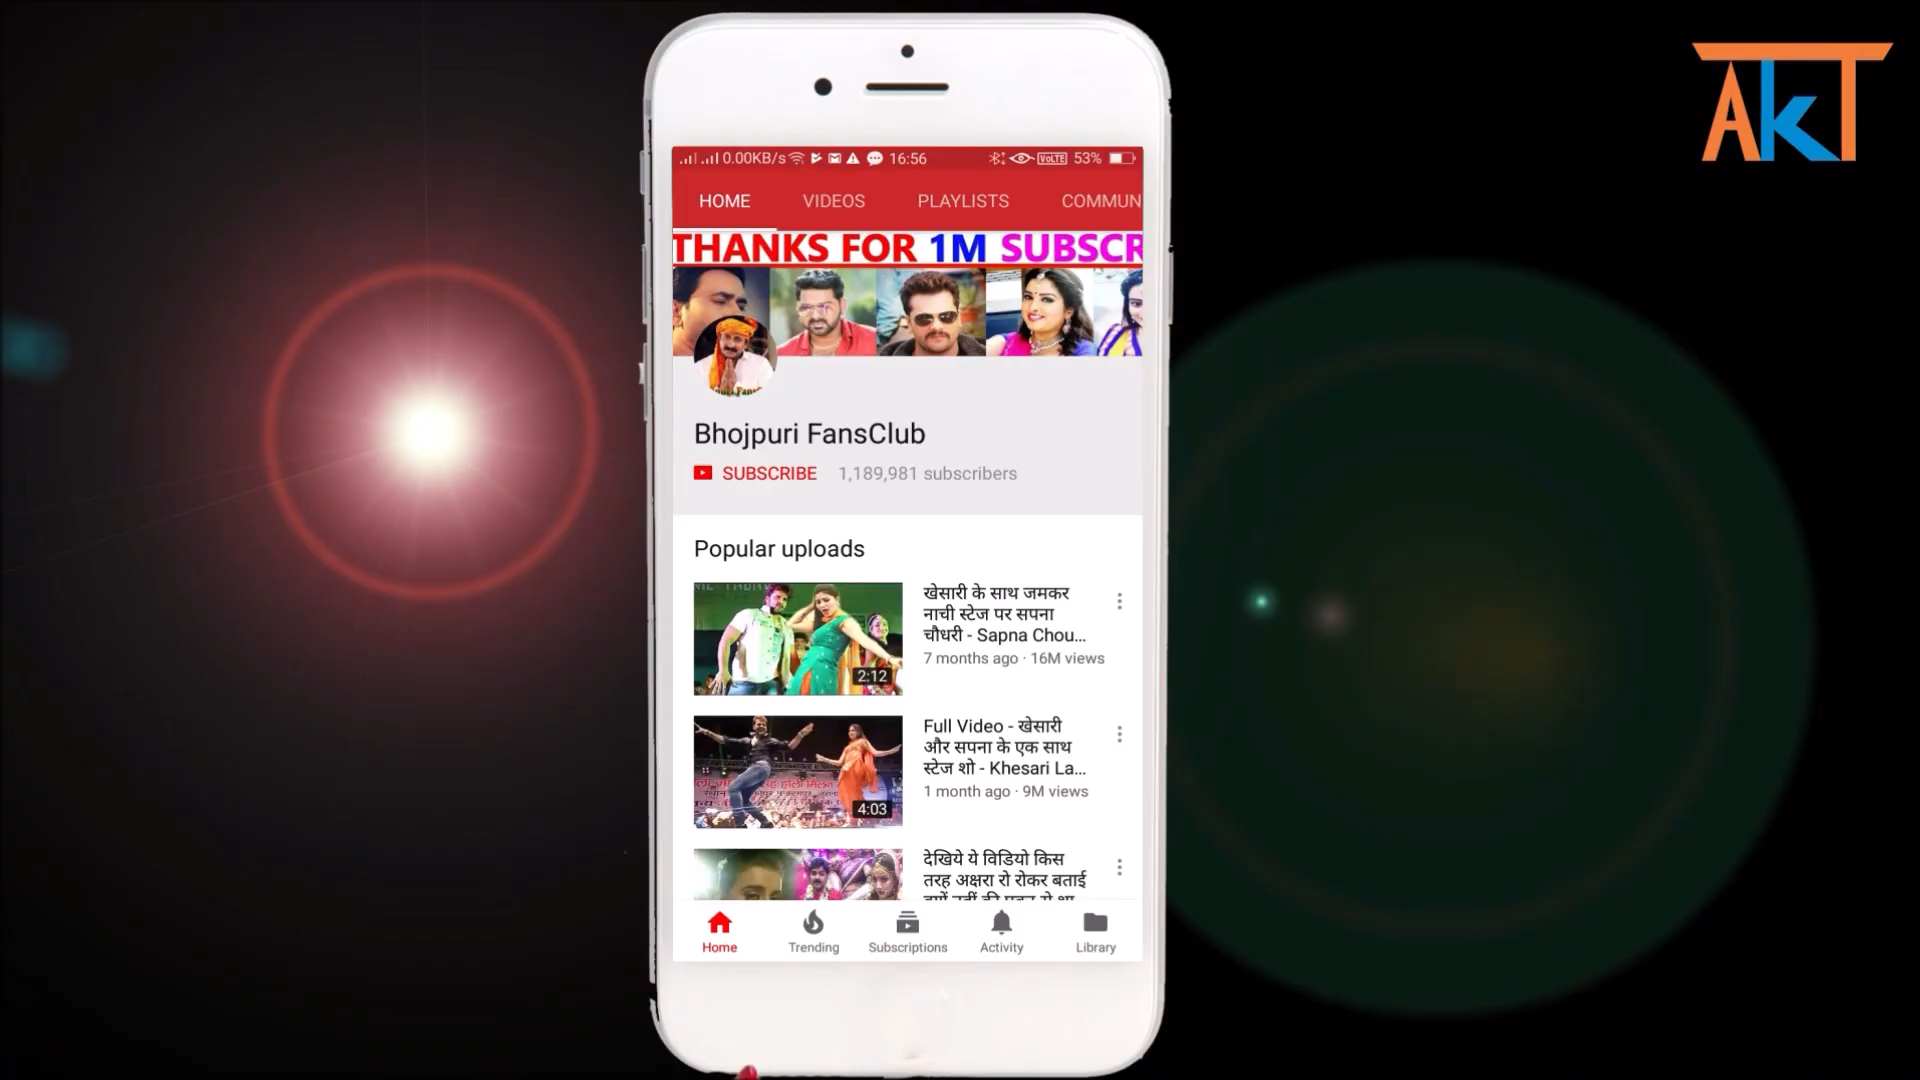 AKT
0.00KB/s 16:56 VoLTE 53%
HOME VIDEOS PLAYLISTS COMMUN
THANKS FOR 1M SUBSCR
Bhojpuri FansClub
SUBSCRIBE 1,189,981 subscribers
Popular uploads
खेसारी के साथ जमकर
नाची स्टेज पर सपना
चौधरी - Sapna Chou...
7 months ago · 16M views
2:12
Full Video - खेसारी
और सपना के एक साथ
स्टेज शो - Khesari La...
1 month ago · 9M views
4:03
देखिये ये विडियो किस
तरह अक्षरा रो रोकर बताई
Home Trending Subscriptions Activity Library